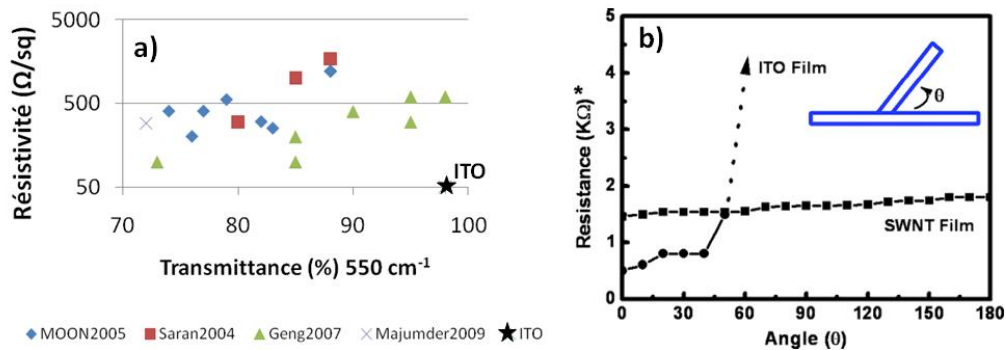 a)
Résistivité (Ω/sq)
5000
500
50
70 80 90 100
ITO
Transmittance (%) 550 cm⁻¹
MOON2005 Saran2004 Geng2007 Majumder2009 ITO
b)
Resistance (KΩ)*
5
4
3
2
1
0
0 30 60 90 120 150 180
ITO Film
θ
SWNT Film
Angle (θ)